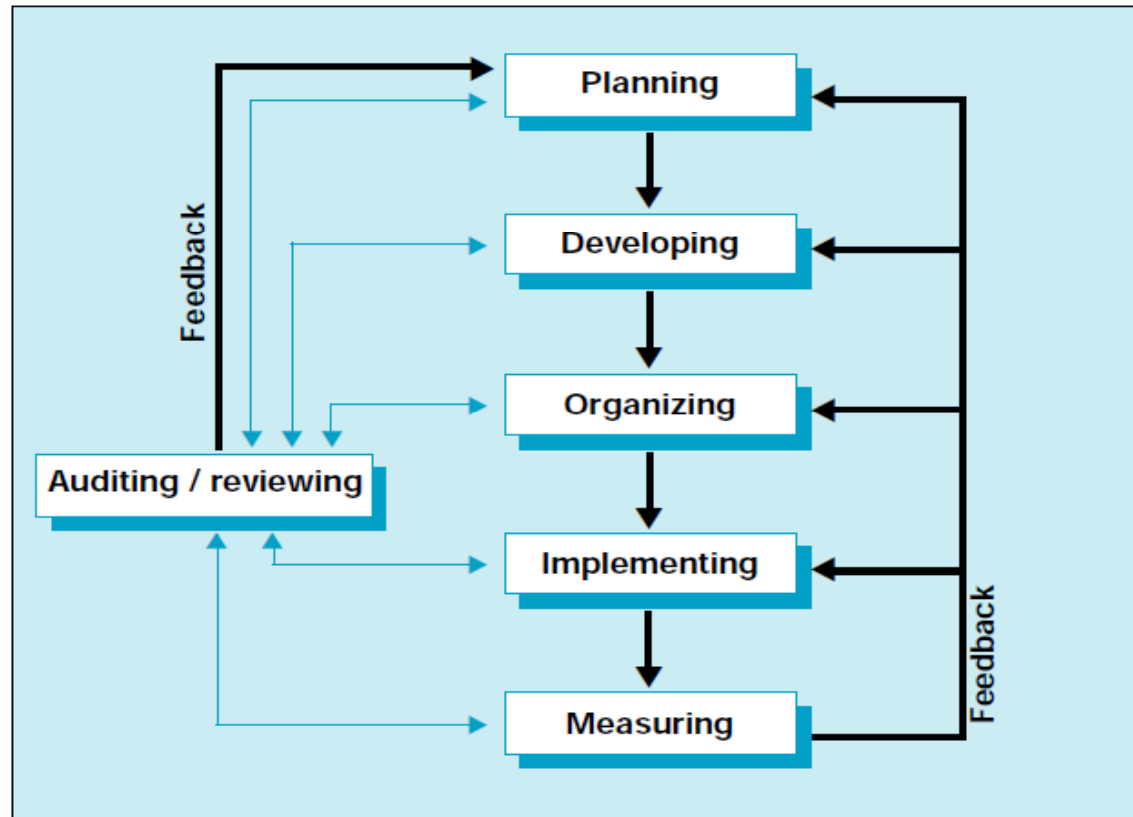 Planning
Developing
Feedback
Organizing
Auditing / reviewing
Implementing
Feedback
Measuring